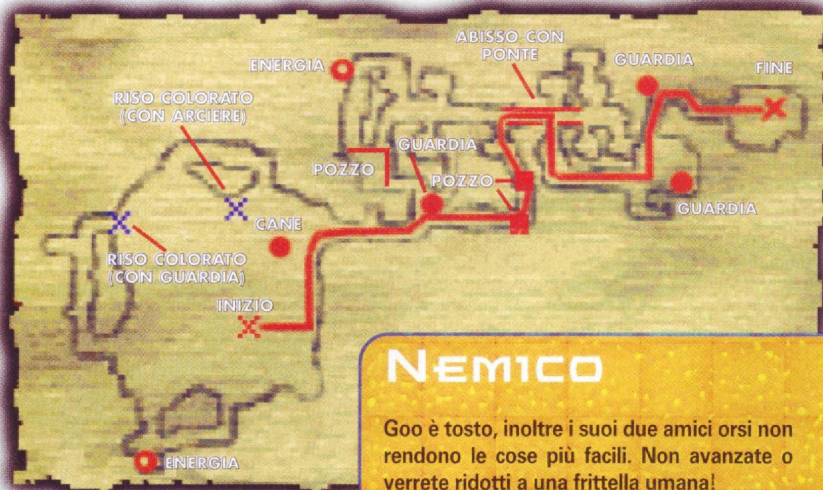 ABISSO CON
PONTE
ENERGIA
GUARDIA
FINE
RISO COLORATO
(CON ARCIERE)
GUARDIA
POZZO
POZZO
GUARDIA
CANE
RISO COLORATO
(CON GUARDIA)
INIZIO
ENERGIA
NEMICO
Goo è tosto, inoltre i suoi due amici orsi non
rendono le cose più facili. Non avanzate o
verrete ridotti a una frittella umana!